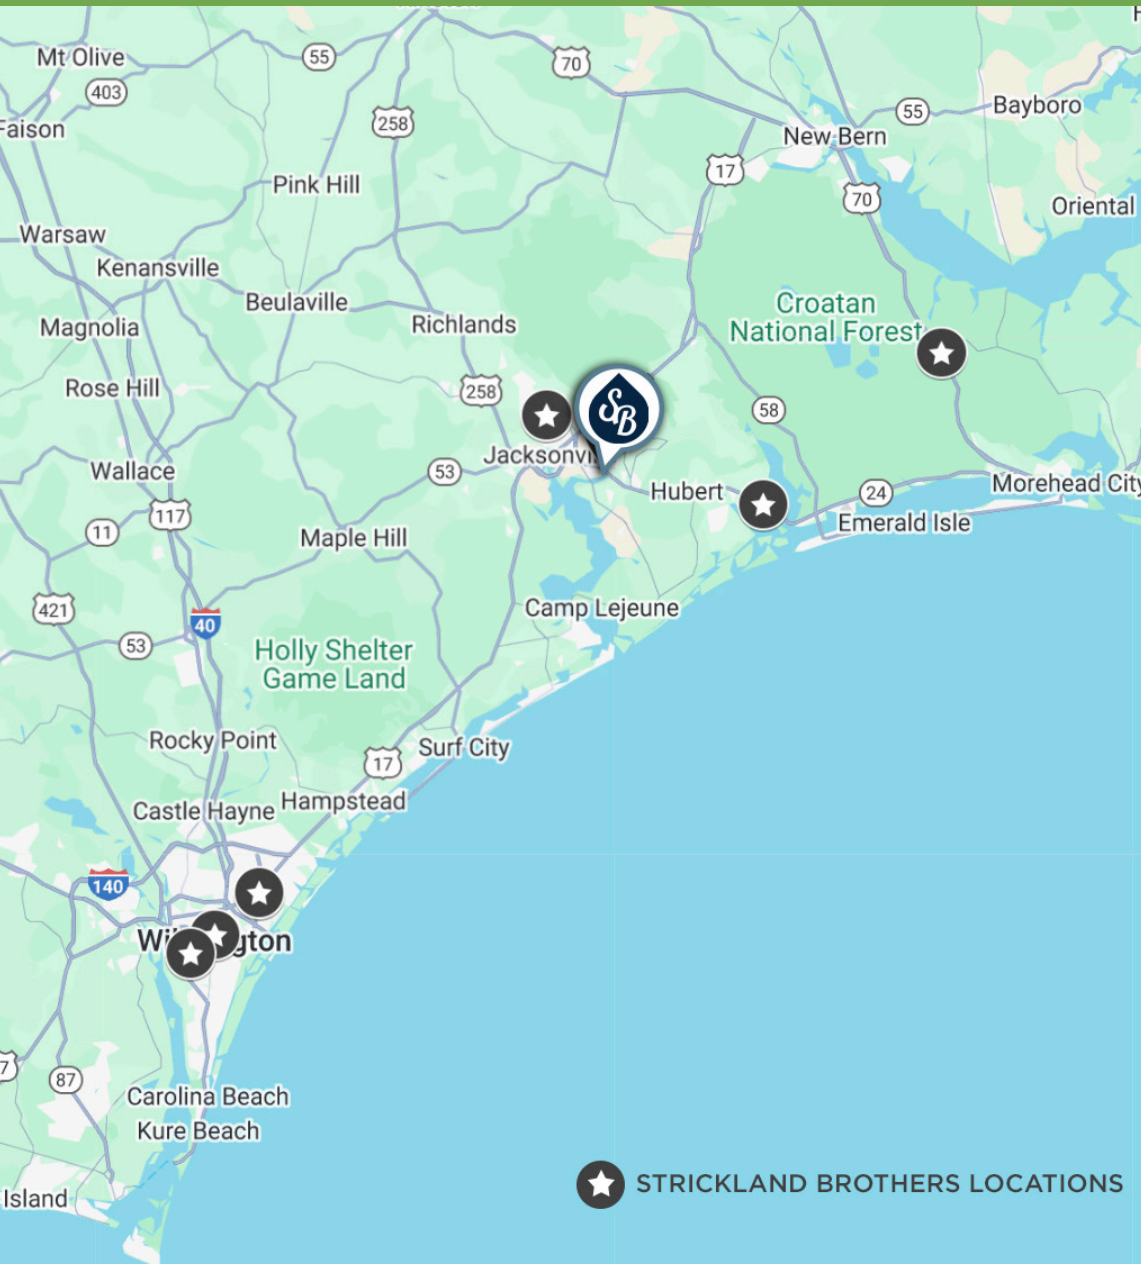 55
70
Mt Olive
403
Bayboro
55
258
Faison
New Bern
17
Pink Hill
70
Oriental
Warsaw
Kenansville
Beulaville
Croatan
National Forest
Richlands
Magnolia
Rose Hill
258
SB
58
Jacksonvi
Wallace
53
Hubert
24
Morehead City
117
Emerald Isle
11
Maple Hill
421
Camp Lejeune
40
53
Holly Shelter
Game Land
Rocky Point
Surf City
17
Castle Hayne
Hampstead
140
Wi
gton
7
87
Carolina Beach
Kure Beach
Island
STRICKLAND BROTHERS LOCATIONS